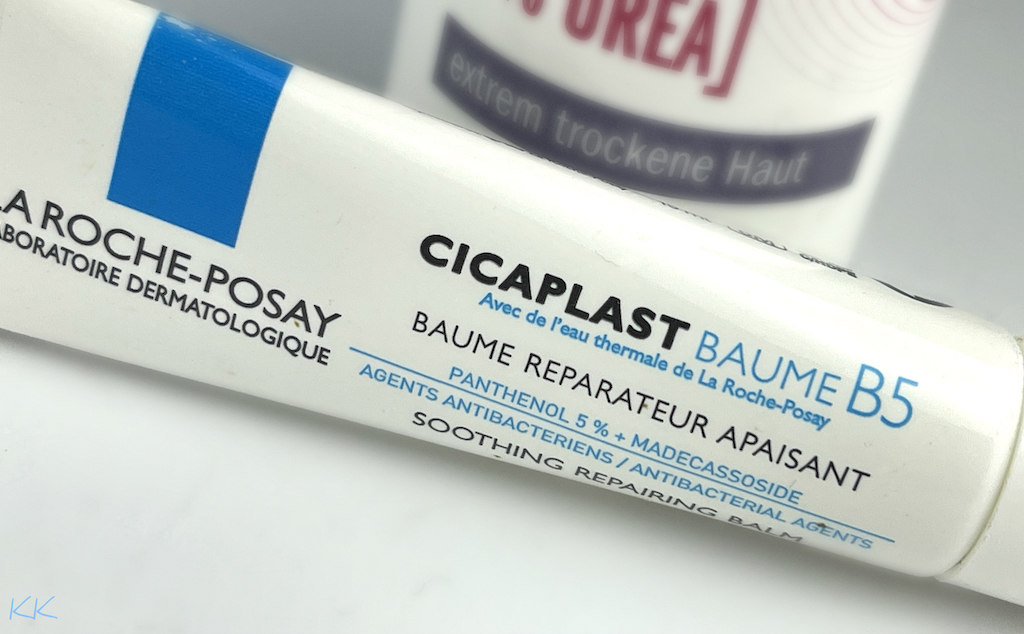 UREA]
extrem trockene Haut
LA ROCHE-POSAY
LABORATOIRE DERMATOLOGIQUE
CICAPLAST BAUME B5
Avec de l'eau thermale de La Roche-Posay
BAUME REPARATEUR APAISANT
PANTHENOL 5 % + MADECASSOSIDE
AGENTS ANTIBACTERIENS / ANTIBACTERIAL AGENTS
SOOTHING REPAIRING BALM
KK